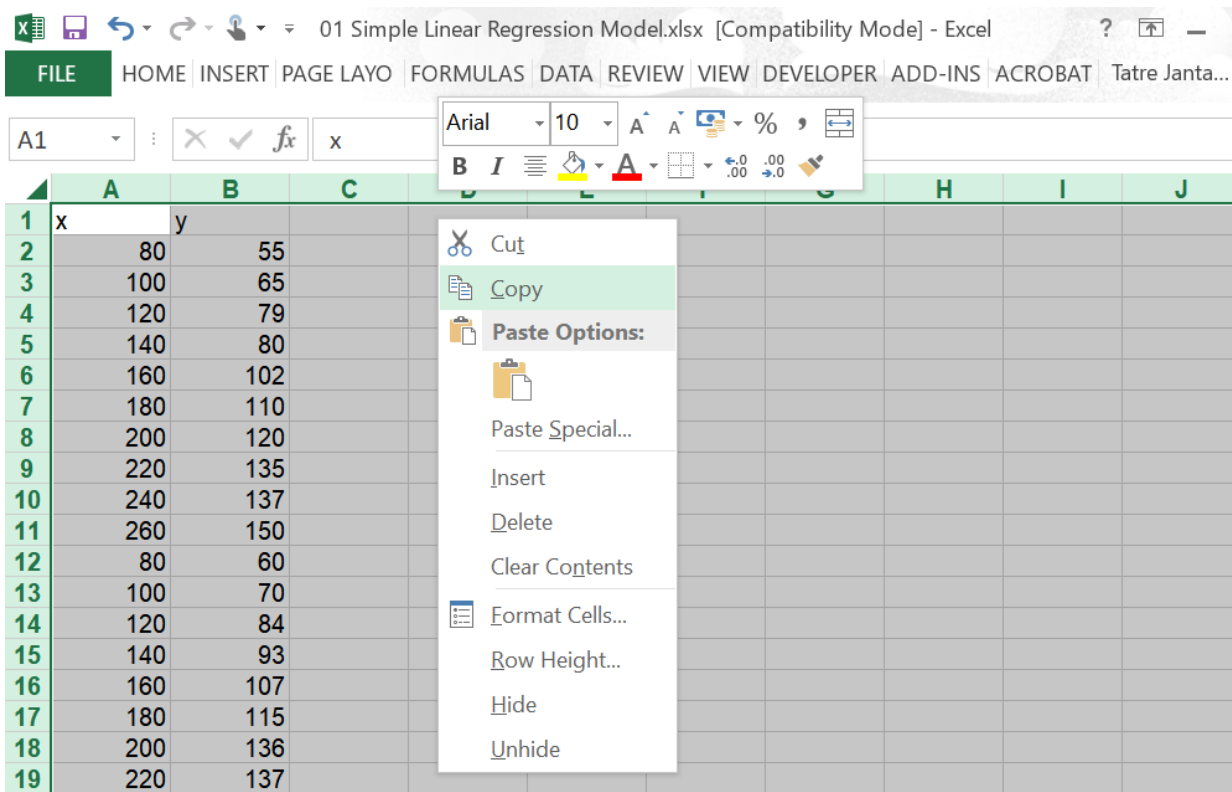 01 Simple Linear Regression Model.xlsx [Compatibility Mode] - Excel ?
FILE HOME INSERT PAGE LAYO FORMULAS DATA REVIEW VIEW DEVELOPER ADD-INS ACROBAT Tatre Janta...
A1 fx x
Arial 10 A A % ,
B I A .0 .00 .00 .0
A B C H I J
1 x y
2 80 55
3 100 65
4 120 79
5 140 80
6 160 102
7 180 110
8 200 120
9 220 135
10 240 137
11 260 150
12 80 60
13 100 70
14 120 84
15 140 93
16 160 107
17 180 115
18 200 136
19 220 137
Cut
Copy
Paste Options:
Paste Special...
Insert
Delete
Clear Contents
Format Cells...
Row Height...
Hide
Unhide